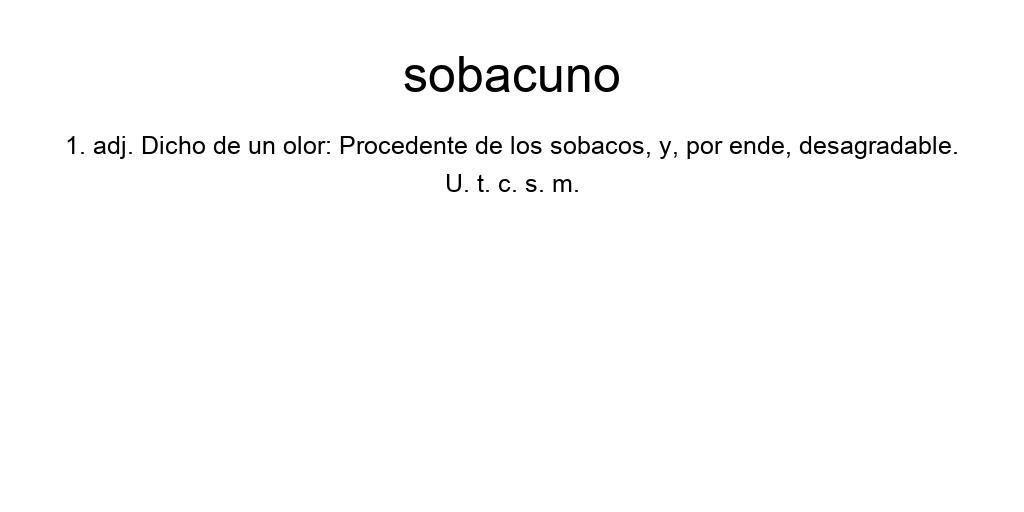 sobacuno
1. adj. Dicho de un olor: Procedente de los sobacos, y, por ende, desagradable.
U. t. c. s. m.